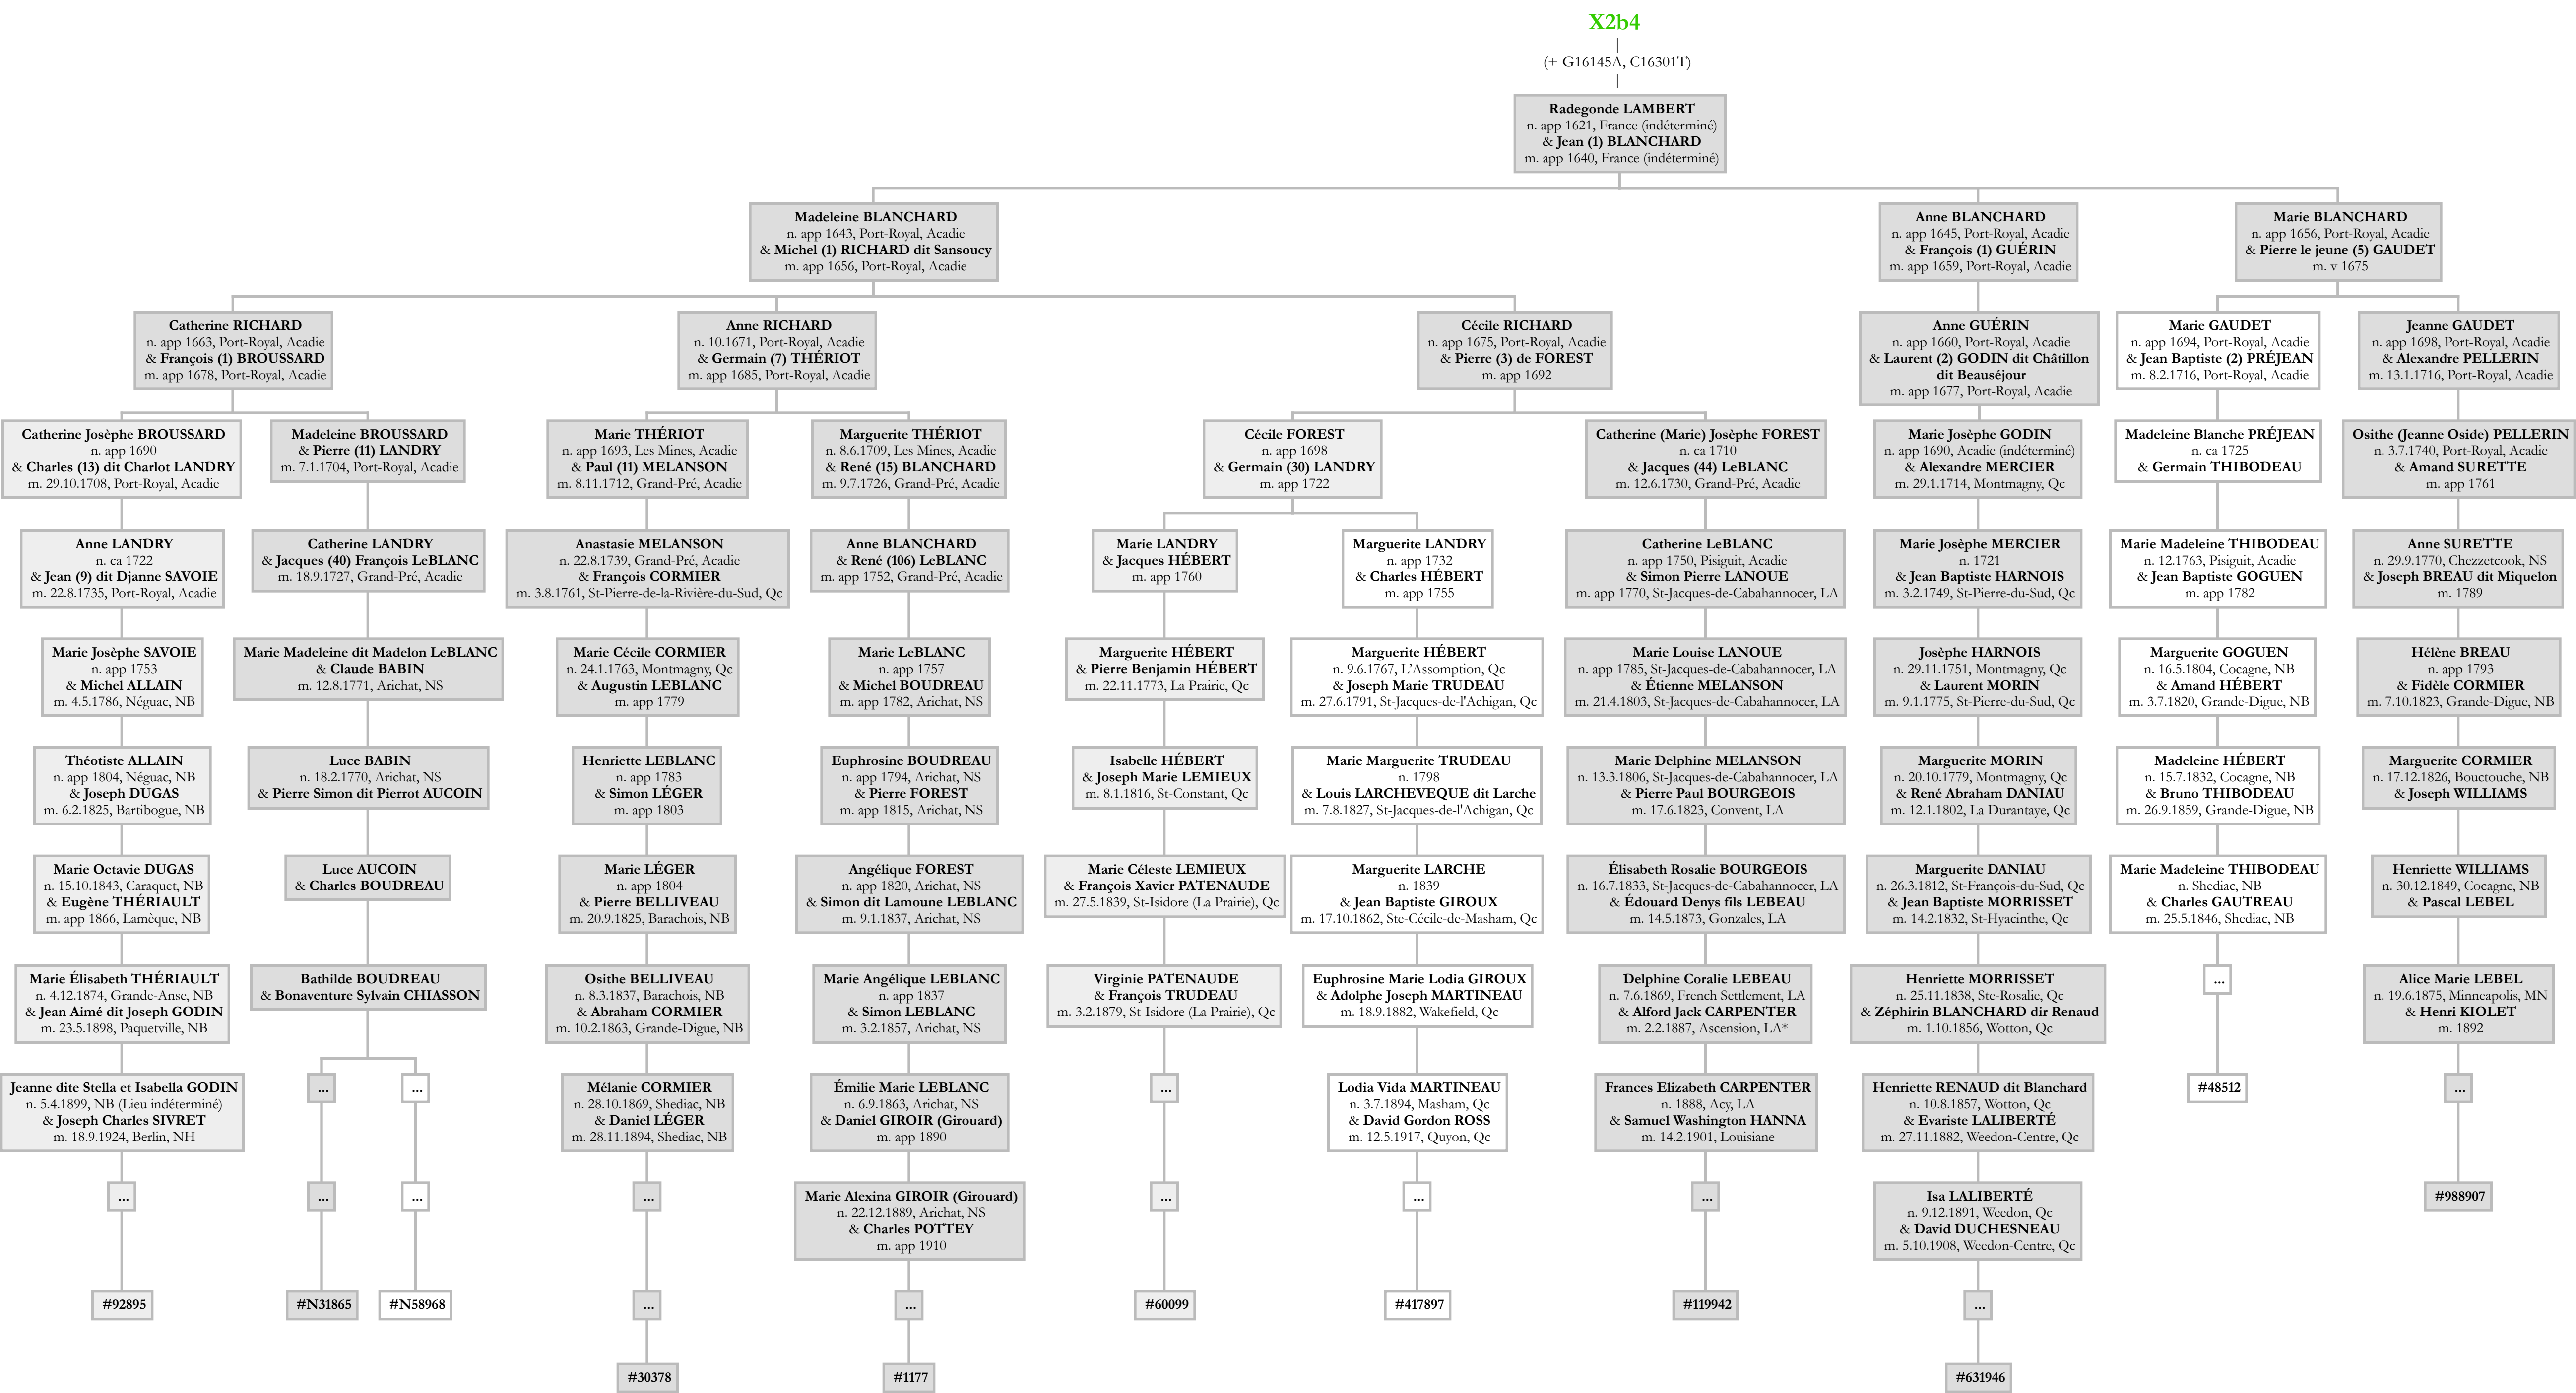 X2b4
(+ G16145A, C16301T)
Radegonde LAMBERT
n. app 1621, France (indéterminé)
& Jean (1) BLANCHARD
m. app 1640, France (indéterminé)
Madeleine BLANCHARD
n. app 1643, Port-Royal, Acadie
& Michel (1) RICHARD dit Sansoucy
m. app 1656, Port-Royal, Acadie
Anne BLANCHARD
n. app 1645, Port-Royal, Acadie
& François (1) GUÉRIN
m. app 1659, Port-Royal, Acadie
Marie BLANCHARD
n. app 1656, Port-Royal, Acadie
& Pierre le jeune (5) GAUDET
m. v 1675
Catherine RICHARD
n. app 1663, Port-Royal, Acadie
& François (1) BROUSSARD
m. app 1678, Port-Royal, Acadie
Anne RICHARD
n. 10.1671, Port-Royal, Acadie
& Germain (7) THÉRIOT
m. app 1685, Port-Royal, Acadie
Cécile RICHARD
n. app 1675, Port-Royal, Acadie
& Pierre (3) de FOREST
m. app 1692
Anne GUÉRIN
n. app 1660, Port-Royal, Acadie
& Laurent (2) GODIN dit Châtillon
dit Beauséjour
m. app 1677, Port-Royal, Acadie
Marie GAUDET
n. app 1694, Port-Royal, Acadie
& Jean Baptiste (2) PRÉJEAN
m. 8.2.1716, Port-Royal, Acadie
Jeanne GAUDET
n. app 1698, Port-Royal, Acadie
& Alexandre PELLERIN
m. 13.1.1716, Port-Royal, Acadie
Catherine Josèphe BROUSSARD
n. app 1690
& Charles (13) dit Charlot LANDRY
m. 29.10.1708, Port-Royal, Acadie
Madeleine BROUSSARD
& Pierre (11) LANDRY
m. 7.1.1704, Port-Royal, Acadie
Marie THÉRIOT
n. app 1693, Les Mines, Acadie
& Paul (11) MELANSON
m. 8.11.1712, Grand-Pré, Acadie
Marguerite THÉRIOT
n. 8.6.1709, Les Mines, Acadie
& René (15) BLANCHARD
m. 9.7.1726, Grand-Pré, Acadie
Cécile FOREST
n. app 1698
& Germain (30) LANDRY
m. app 1722
Catherine (Marie) Josèphe FOREST
n. ca 1710
& Jacques (44) LeBLANC
m. 12.6.1730, Grand-Pré, Acadie
Marie Josèphe GODIN
n. app 1690, Acadie (indéterminé)
& Alexandre MERCIER
m. 29.1.1714, Montmagny, Qc
Madeleine Blanche PRÉJEAN
n. ca 1725
& Germain THIBODEAU
Osithe (Jeanne Oside) PELLERIN
n. 3.7.1740, Port-Royal, Acadie
& Amand SURETTE
m. app 1761
Anne LANDRY
n. ca 1722
& Jean (9) dit Djanne SAVOIE
m. 22.8.1735, Port-Royal, Acadie
Catherine LANDRY
& Jacques (40) François LeBLANC
m. 18.9.1727, Grand-Pré, Acadie
Anastasie MELANSON
n. 22.8.1739, Grand-Pré, Acadie
& François CORMIER
m. 3.8.1761, St-Pierre-de-la-Rivière-du-Sud, Qc
Anne BLANCHARD
& René (106) LeBLANC
m. app 1752, Grand-Pré, Acadie
Marie LANDRY
& Jacques HÉBERT
m. app 1760
Marguerite LANDRY
n. app 1732
& Charles HÉBERT
m. app 1755
Catherine LeBLANC
n. app 1750, Pisiguit, Acadie
& Simon Pierre LANOUE
m. app 1770, St-Jacques-de-Cabahannocer, LA
Marie Josèphe MERCIER
n. 1721
& Jean Baptiste HARNOIS
m. 3.2.1749, St-Pierre-du-Sud, Qc
Marie Madeleine THIBODEAU
n. 12.1763, Pisiguit, Acadie
& Jean Baptiste GOGUEN
m. app 1782
Anne SURETTE
n. 29.9.1770, Chezzetcook, NS
& Joseph BREAU dit Miquelon
m. 1789
Marie Josèphe SAVOIE
n. app 1753
& Michel ALLAIN
m. 4.5.1786, Néguac, NB
Marie Madeleine dit Madelon LeBLANC
& Claude BABIN
m. 12.8.1771, Arichat, NS
Marie Cécile CORMIER
n. 24.1.1763, Montmagny, Qc
& Augustin LEBLANC
m. app 1779
Marie LeBLANC
n. app 1757
& Michel BOUDREAU
m. app 1782, Arichat, NS
Marguerite HÉBERT
& Pierre Benjamin HÉBERT
m. 22.11.1773, La Prairie, Qc
Marguerite HÉBERT
n. 9.6.1767, L’Assomption, Qc
& Joseph Marie TRUDEAU
m. 27.6.1791, St-Jacques-de-l'Achigan, Qc
Marie Louise LANOUE
n. app 1785, St-Jacques-de-Cabahannocer, LA
& Étienne MELANSON
m. 21.4.1803, St-Jacques-de-Cabahannocer, LA
Josèphe HARNOIS
n. 29.11.1751, Montmagny, Qc
& Laurent MORIN
m. 9.1.1775, St-Pierre-du-Sud, Qc
Marguerite GOGUEN
n. 16.5.1804, Cocagne, NB
& Amand HÉBERT
m. 3.7.1820, Grande-Digue, NB
Hélène BREAU
n. app 1793
& Fidèle CORMIER
m. 7.10.1823, Grande-Digue, NB
Théotiste ALLAIN
n. app 1804, Néguac, NB
& Joseph DUGAS
m. 6.2.1825, Bartibogue, NB
Luce BABIN
n. 18.2.1770, Arichat, NS
& Pierre Simon dit Pierrot AUCOIN
Henriette LEBLANC
n. app 1783
& Simon LÉGER
m. app 1803
Euphrosine BOUDREAU
n. app 1794, Arichat, NS
& Pierre FOREST
m. app 1815, Arichat, NS
Isabelle HÉBERT
& Joseph Marie LEMIEUX
m. 8.1.1816, St-Constant, Qc
Marie Marguerite TRUDEAU
n. 1798
& Louis LARCHEVEQUE dit Larche
m. 7.8.1827, St-Jacques-de-l'Achigan, Qc
Marie Delphine MELANSON
n. 13.3.1806, St-Jacques-de-Cabahannocer, LA
& Pierre Paul BOURGEOIS
m. 17.6.1823, Convent, LA
Marguerite MORIN
n. 20.10.1779, Montmagny, Qc
& René Abraham DANIAU
m. 12.1.1802, La Durantaye, Qc
Madeleine HÉBERT
n. 15.7.1832, Cocagne, NB
& Bruno THIBODEAU
m. 26.9.1859, Grande-Digue, NB
Marguerite CORMIER
n. 17.12.1826, Bouctouche, NB
& Joseph WILLIAMS
Marie Octavie DUGAS
n. 15.10.1843, Caraquet, NB
& Eugène THÉRIAULT
m. app 1866, Lamèque, NB
Luce AUCOIN
& Charles BOUDREAU
Marie LÉGER
n. app 1804
& Pierre BELLIVEAU
m. 20.9.1825, Barachois, NB
Angélique FOREST
n. app 1820, Arichat, NS
& Simon dit Lamoune LEBLANC
m. 9.1.1837, Arichat, NS
Marie Céleste LEMIEUX
& François Xavier PATENAUDE
m. 27.5.1839, St-Isidore (La Prairie), Qc
Marguerite LARCHE
n. 1839
& Jean Baptiste GIROUX
m. 17.10.1862, Ste-Cécile-de-Masham, Qc
Élisabeth Rosalie BOURGEOIS
n. 16.7.1833, St-Jacques-de-Cabahannocer, LA
& Édouard Denys fils LEBEAU
m. 14.5.1873, Gonzales, LA
Marguerite DANIAU
n. 26.3.1812, St-François-du-Sud, Qc
& Jean Baptiste MORRISSET
m. 14.2.1832, St-Hyacinthe, Qc
Marie Madeleine THIBODEAU
n. Shediac, NB
& Charles GAUTREAU
m. 25.5.1846, Shediac, NB
Henriette WILLIAMS
n. 30.12.1849, Cocagne, NB
& Pascal LEBEL
Marie Élisabeth THÉRIAULT
n. 4.12.1874, Grande-Anse, NB
& Jean Aimé dit Joseph GODIN
m. 23.5.1898, Paquetville, NB
Bathilde BOUDREAU
& Bonaventure Sylvain CHIASSON
Osithe BELLIVEAU
n. 8.3.1837, Barachois, NB
& Abraham CORMIER
m. 10.2.1863, Grande-Digue, NB
Marie Angélique LEBLANC
n. app 1837
& Simon LEBLANC
m. 3.2.1857, Arichat, NS
Virginie PATENAUDE
& François TRUDEAU
m. 3.2.1879, St-Isidore (La Prairie), Qc
Euphrosine Marie Lodia GIROUX
& Adolphe Joseph MARTINEAU
m. 18.9.1882, Wakefield, Qc
Delphine Coralie LEBEAU
n. 7.6.1869, French Settlement, LA
& Alford Jack CARPENTER
m. 2.2.1887, Ascension, LA*
Henriette MORRISSET
n. 25.11.1838, Ste-Rosalie, Qc
& Zéphirin BLANCHARD dir Renaud
m. 1.10.1856, Wotton, Qc
...
Alice Marie LEBEL
n. 19.6.1875, Minneapolis, MN
& Henri KIOLET
m. 1892
Jeanne dite Stella et Isabella GODIN
n. 5.4.1899, NB (Lieu indéterminé)
& Joseph Charles SIVRET
m. 18.9.1924, Berlin, NH
...
...
Mélanie CORMIER
n. 28.10.1869, Shediac, NB
& Daniel LÉGER
m. 28.11.1894, Shediac, NB
Émilie Marie LEBLANC
n. 6.9.1863, Arichat, NS
& Daniel GIROIR (Girouard)
m. app 1890
...
Lodia Vida MARTINEAU
n. 3.7.1894, Masham, Qc
& David Gordon ROSS
m. 12.5.1917, Quyon, Qc
Frances Elizabeth CARPENTER
n. 1888, Acy, LA
& Samuel Washington HANNA
m. 14.2.1901, Louisiane
Henriette RENAUD dit Blanchard
n. 10.8.1857, Wotton, Qc
& Evariste LALIBERTÉ
m. 27.11.1882, Weedon-Centre, Qc
#48512
...
...
...
...
...
Marie Alexina GIROIR (Girouard)
n. 22.12.1889, Arichat, NS
& Charles POTTEY
m. app 1910
...
...
...
Isa LALIBERTÉ
n. 9.12.1891, Weedon, Qc
& David DUCHESNEAU
m. 5.10.1908, Weedon-Centre, Qc
#988907
#92895
#N31865
#N58968
...
...
#60099
#417897
#119942
...
#30378
#1177
#631946